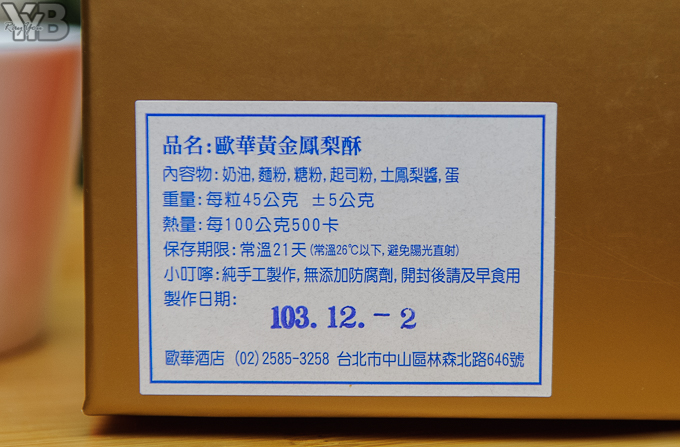 YYB
品名:歐華黃金鳳梨酥
內容物:奶油,麵粉,糖粉,起司粉,土鳳梨醬,蛋
重量:每粒45公克 ±5公克
熱量:每100公克500卡
保存期限:常溫21天(常溫26℃以下,避免陽光直射)
小叮嚀:純手工製作,無添加防腐劑,開封後請及早食用
製作日期:
103. 12. - 2
歐華酒店 (02)2585-3258 台北市中山區林森北路646號